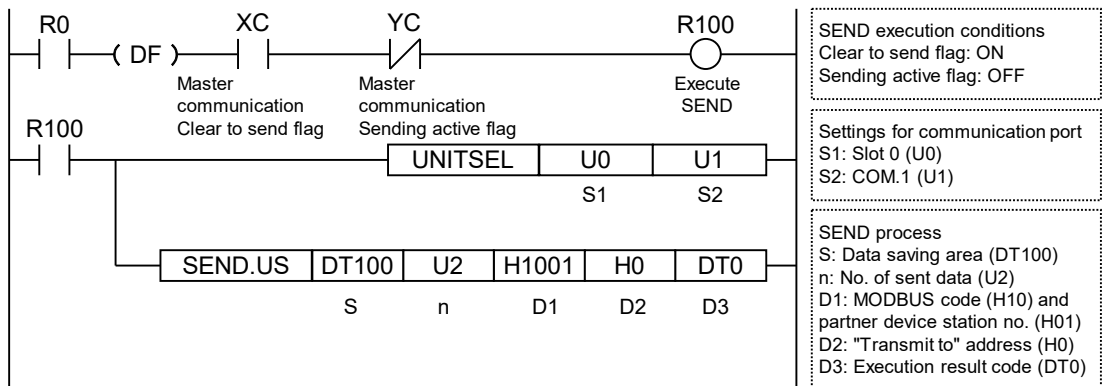 R0
XC
YC
R100
( DF )
Master
communication
Clear to send flag
Master
communication
Sending active flag
Execute
SEND
SEND execution conditions
Clear to send flag: ON
Sending active flag: OFF
R100
UNITSEL U0 U1
S1 S2
Settings for communication port
S1: Slot 0 (U0)
S2: COM.1 (U1)
SEND.US DT100 U2 H1001 H0 DT0
S n D1 D2 D3
SEND process
S: Data saving area (DT100)
n: No. of sent data (U2)
D1: MODBUS code (H10) and
partner device station no. (H01)
D2: "Transmit to" address (H0)
D3: Execution result code (DT0)